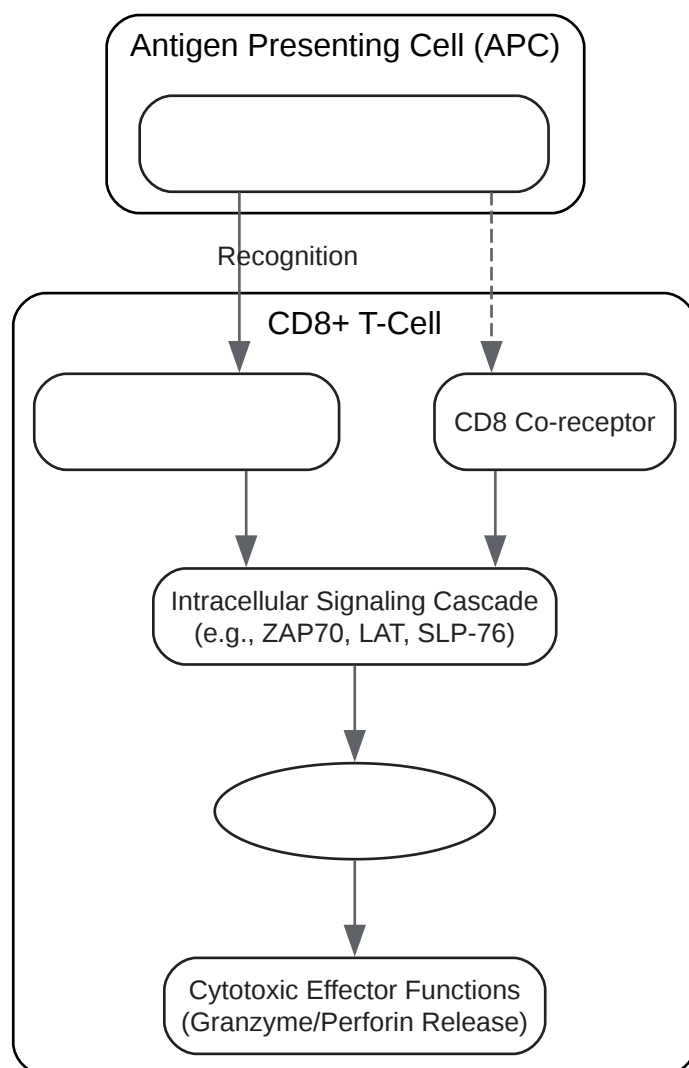 Antigen Presenting Cell (APC)
Recognition
CD8+ T-Cell
CD8 Co-receptor
Intracellular Signaling Cascade
(e.g., ZAP70, LAT, SLP-76)
Cytotoxic Effector Functions
(Granzyme/Perforin Release)